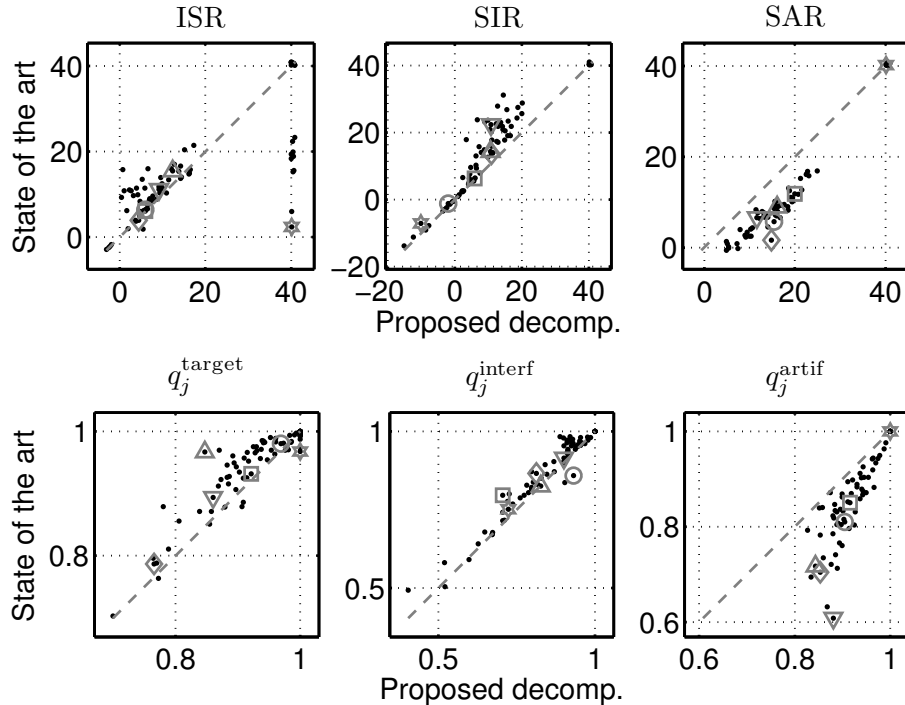 ISR SIR SAR
State of the art
40
20
0
0 20 40
40
20
0
−20
−20 0 20 40
40
30
20
10
0
0 20 40
Proposed decomp.
q_j^target q_j^interf q_j^artif
State of the art
1
0.8
0.8 1
1
0.5
0.5 1
1
0.8
0.6
0.6 0.8 1
Proposed decomp.